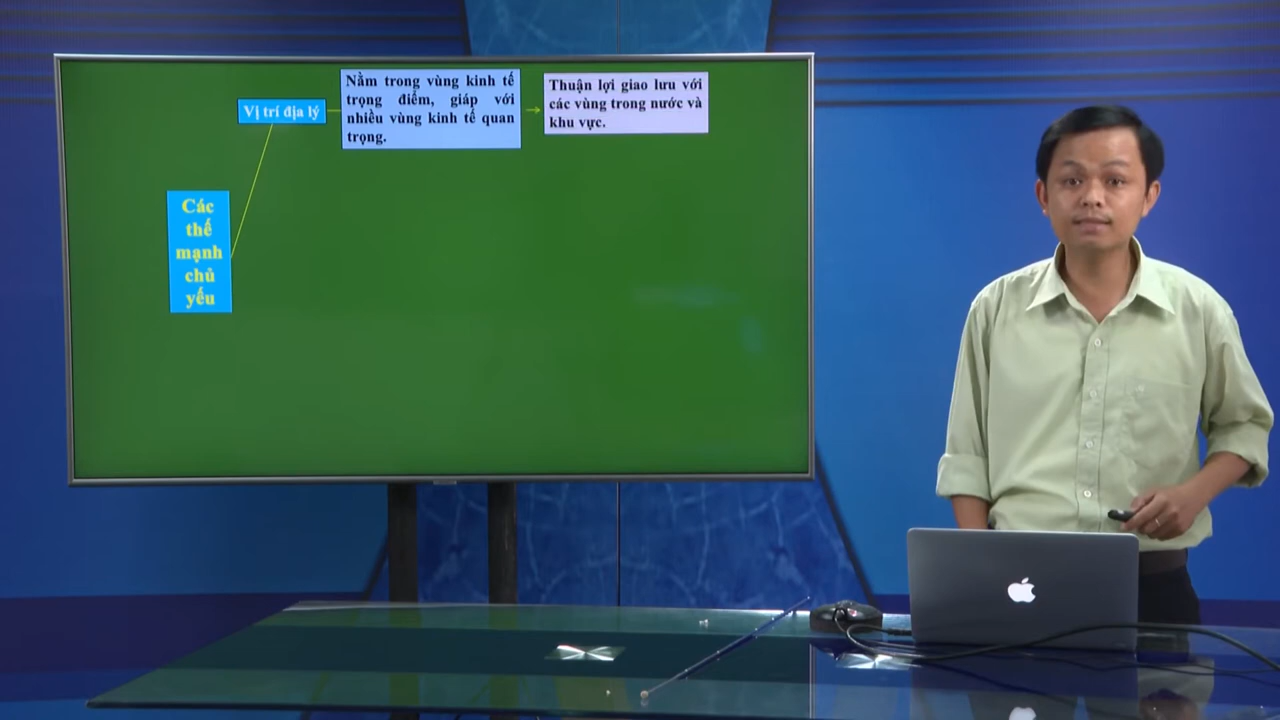 Vị trí địa lý
Nằm trong vùng kinh tế
trọng điểm, giáp với
nhiều vùng kinh tế quan
trọng.
Thuận lợi giao lưu với
các vùng trong nước và
khu vực.
Các
thế
mạnh
chủ
yếu